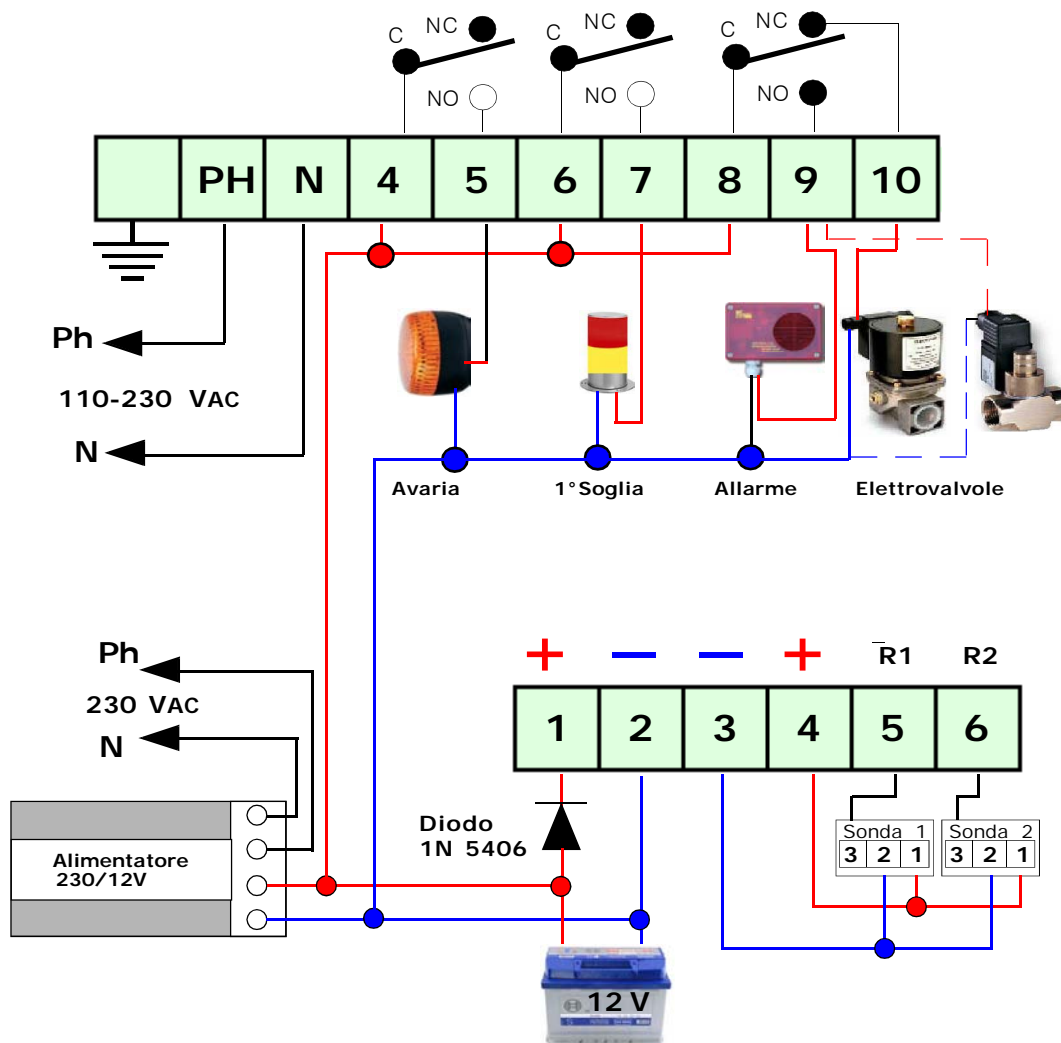 C NC C NC C NC
NO NO NO
PH N 4 5 6 7 8 9 10
Ph
110-230 VAC
N
Avaria 1°Soglia Allarme Elettrovalvole
Ph
230 VAC
N
+ — — + R1 R2
1 2 3 4 5 6
Diodo
1N 5406
Sonda 1 Sonda 2
3 2 1 3 2 1
Alimentatore
230/12V
12 V